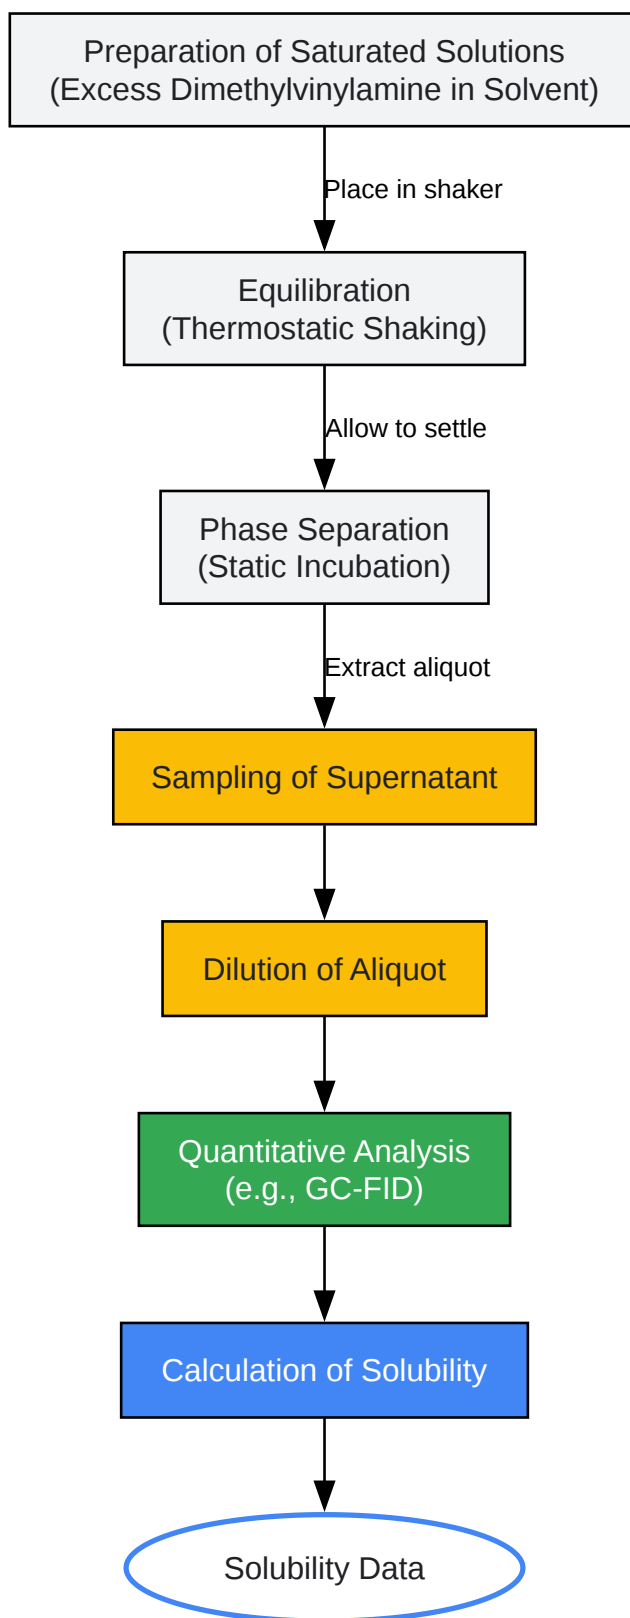 Preparation of Saturated Solutions
(Excess Dimethylvinylamine in Solvent)
Place in shaker
Equilibration
(Thermostatic Shaking)
Allow to settle
Phase Separation
(Static Incubation)
Extract aliquot
Sampling of Supernatant
Dilution of Aliquot
Quantitative Analysis
(e.g., GC-FID)
Calculation of Solubility
Solubility Data